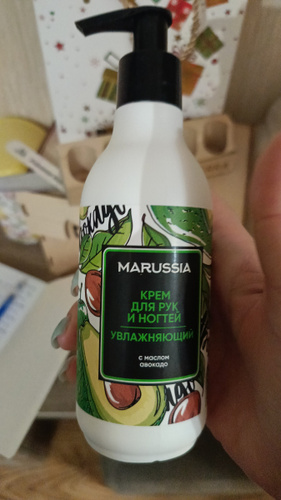 MARUSSIA
КРЕМ
ДЛЯ РУК
И НОГТЕЙ
УВЛАЖНЯЮЩИЙ
с маслом
авокадо